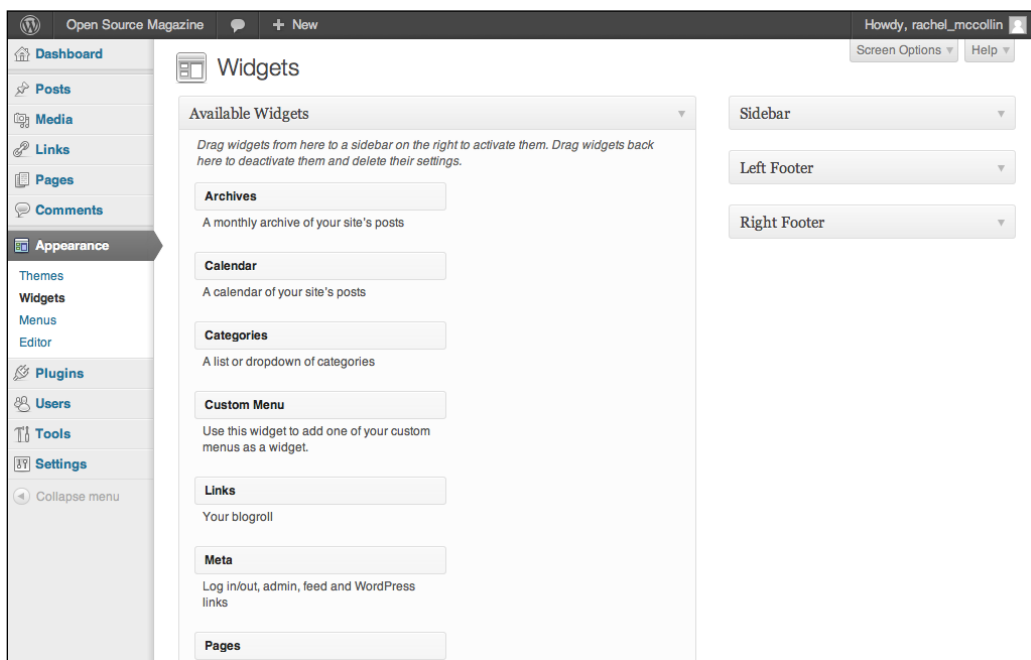 Open Source Magazine
+ New
Howdy, rachel_mccollin
Screen Options
Help
Dashboard
Posts
Media
Links
Pages
Comments
Appearance
Themes
Widgets
Menus
Editor
Plugins
Users
Tools
Settings
Collapse menu
Widgets
Available Widgets
Drag widgets from here to a sidebar on the right to activate them. Drag widgets back
here to deactivate them and delete their settings.
Archives
A monthly archive of your site's posts
Calendar
A calendar of your site's posts
Categories
A list or dropdown of categories
Custom Menu
Use this widget to add one of your custom
menus as a widget.
Links
Your blogroll
Meta
Log in/out, admin, feed and WordPress
links
Pages
Sidebar
Left Footer
Right Footer